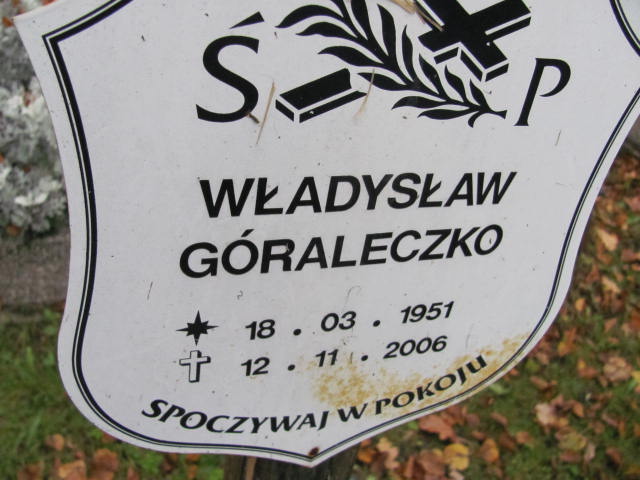 Ś P
WŁADYSŁAW
GÓRALECZKO
18 . 03 . 1951
12 . 11 . 2006
SPOCZYWAJ W POKOJU